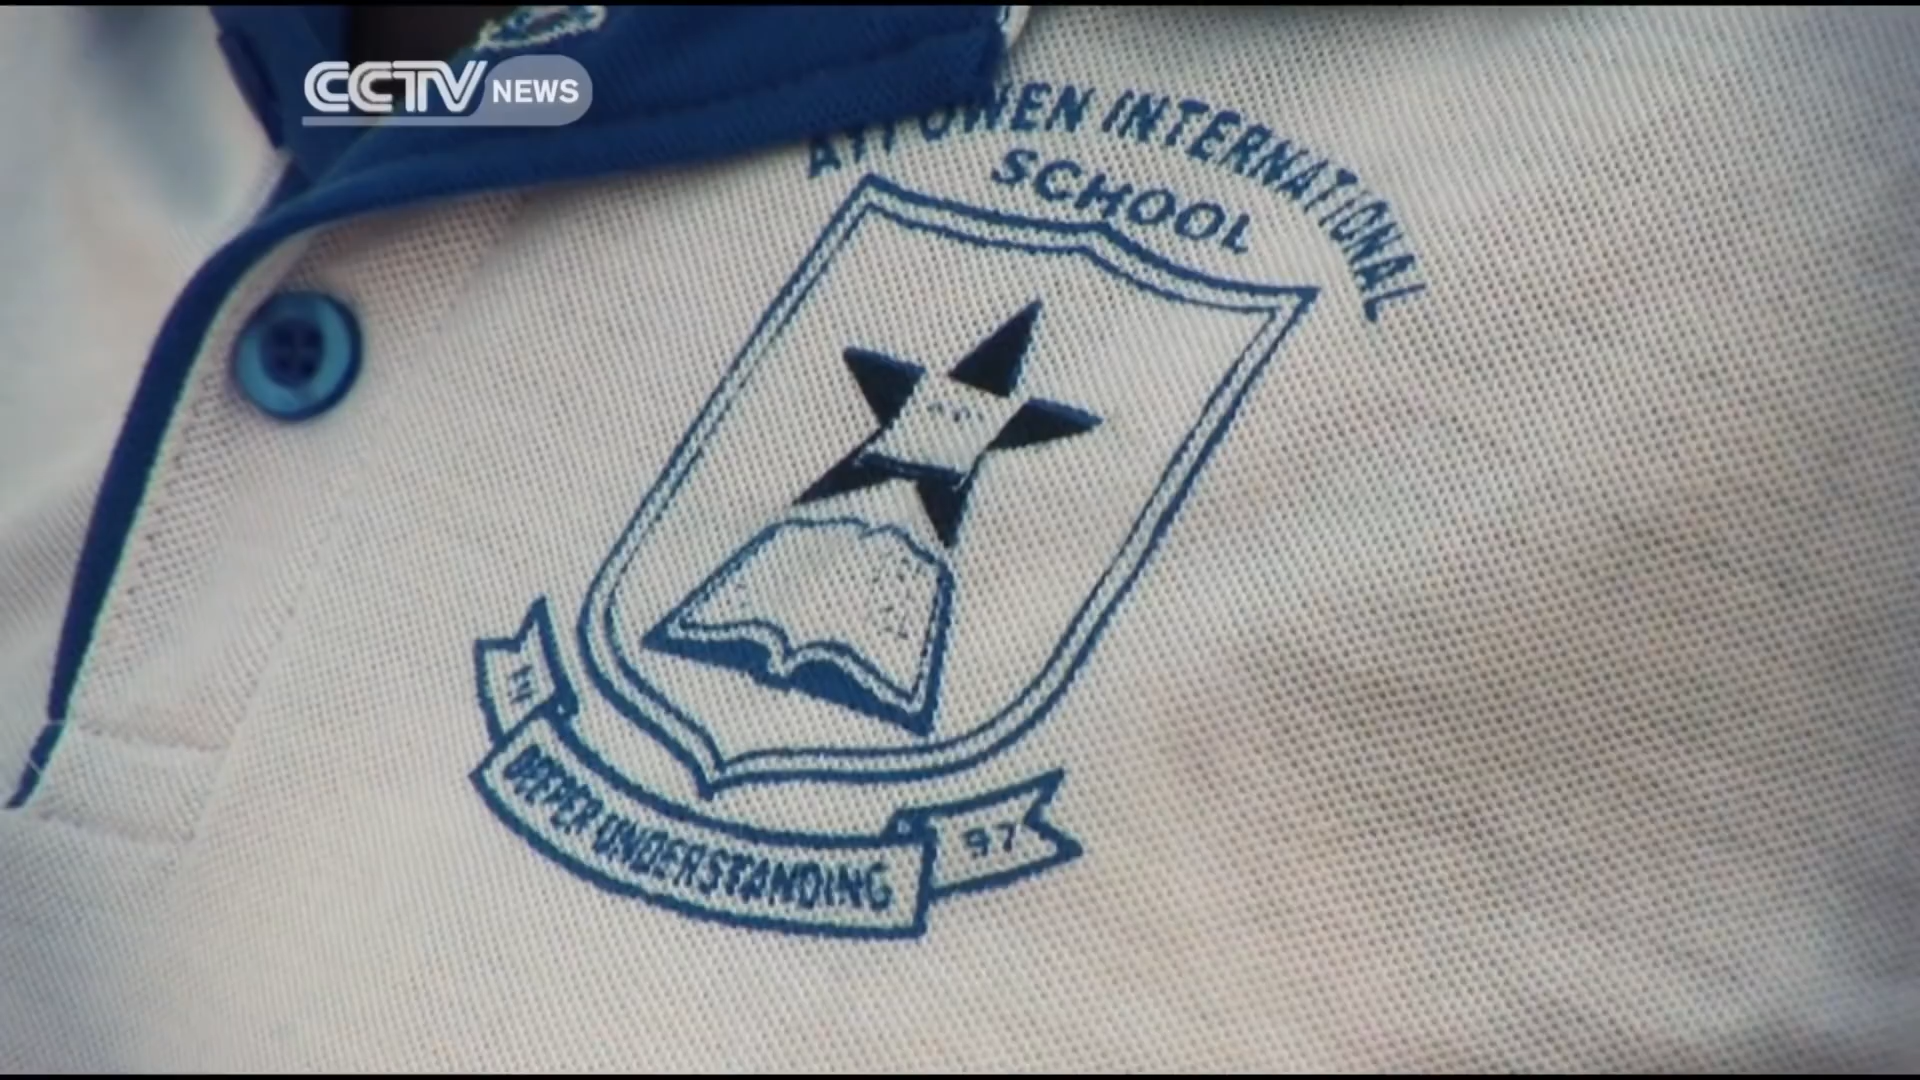 CCTV NEWS
INTERNATIONAL
SCHOOL
DEEPER UNDERSTANDING
97